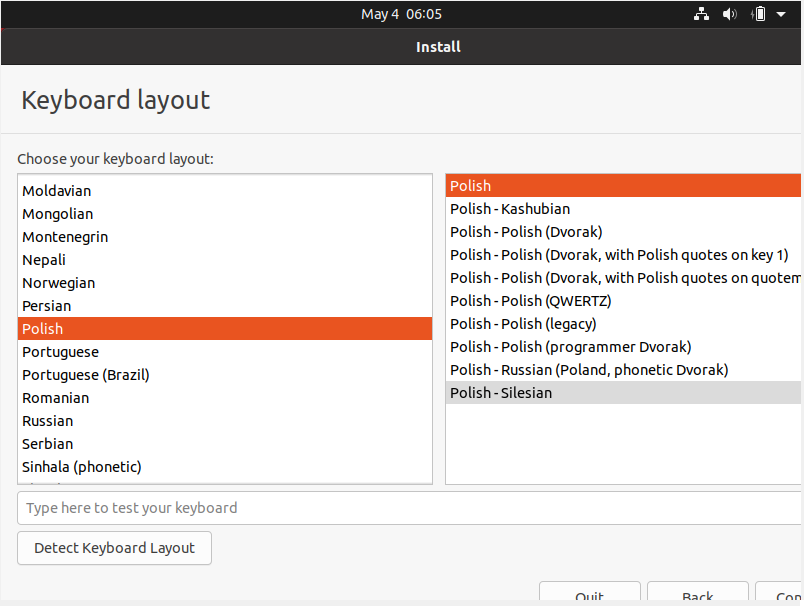 May 4 06:05
Install
Keyboard layout
Choose your keyboard layout:
Moldavian
Mongolian
Montenegrin
Nepali
Norwegian
Persian
Polish
Portuguese
Portuguese (Brazil)
Romanian
Russian
Serbian
Sinhala (phonetic)
Polish
Polish - Kashubian
Polish - Polish (Dvorak)
Polish - Polish (Dvorak, with Polish quotes on key 1)
Polish - Polish (Dvorak, with Polish quotes on quotem
Polish - Polish (QWERTZ)
Polish - Polish (legacy)
Polish - Polish (programmer Dvorak)
Polish - Russian (Poland, phonetic Dvorak)
Polish - Silesian
Type here to test your keyboard
Detect Keyboard Layout
Quit
Back